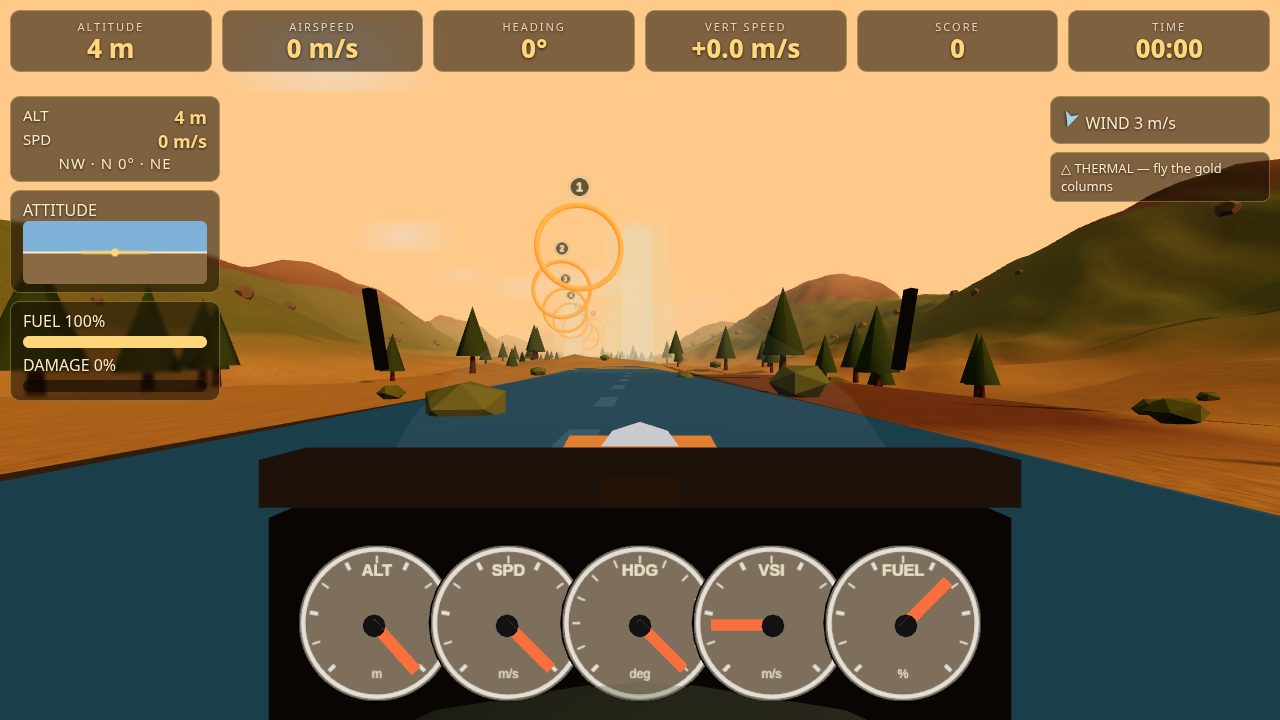 ALTITUDE
4 m
AIRSPEED
0 m/s
HEADING
0°
VERT SPEED
+0.0 m/s
SCORE
0
TIME
00:00
ALT 4 m
SPD 0 m/s
NW · N 0° · NE
ATTITUDE
FUEL 100%
DAMAGE 0%
WIND 3 m/s
△ THERMAL — fly the gold
columns
1
2
3
4
ALT
m
SPD
m/s
HDG
deg
VSI
m/s
FUEL
%